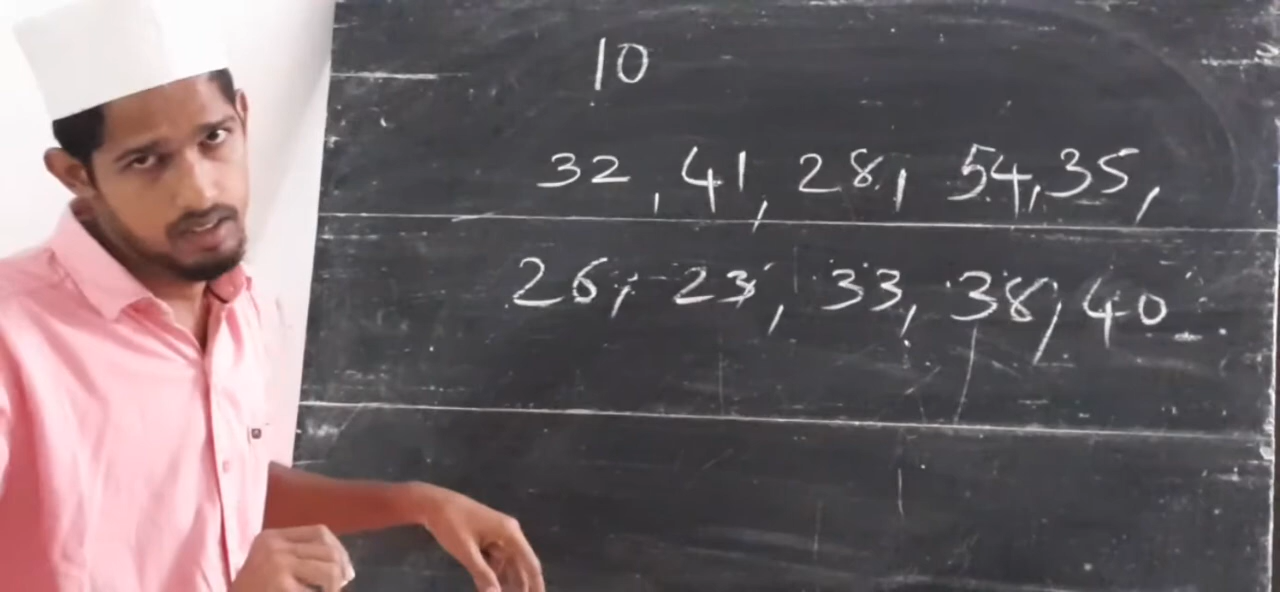 10
32, 41, 28, 54, 35,
26, 23, 33, 38, 40